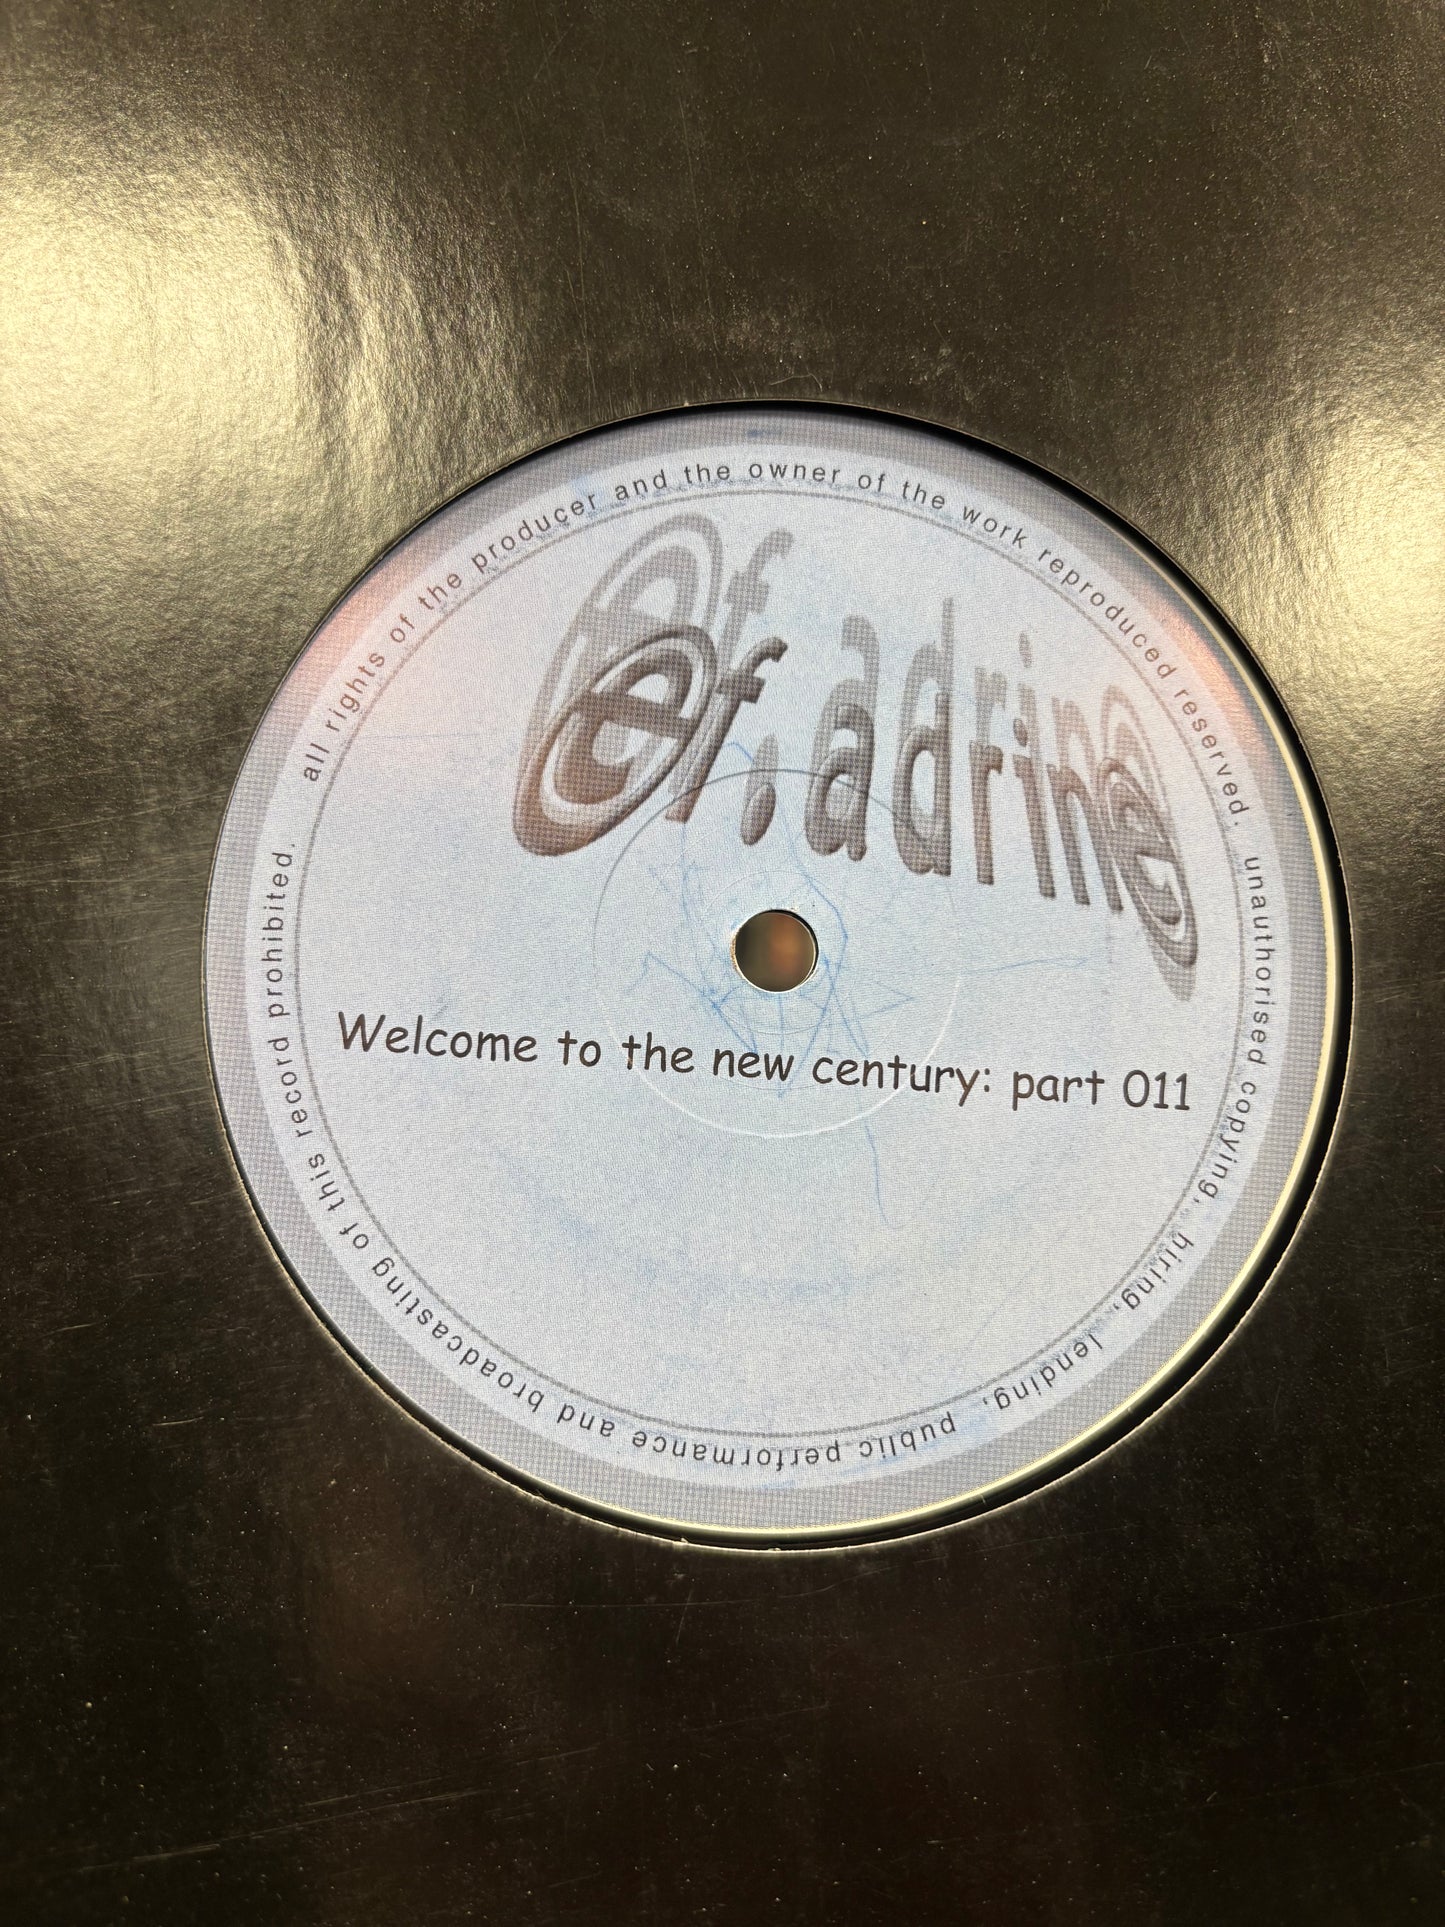 ef.adrine
Welcome to the new century: part 011
all rights of the producer and the owner of the work reproduced reserved. unauthorised copying, hiring, lending, public performance and broadcasting of this record prohibited.